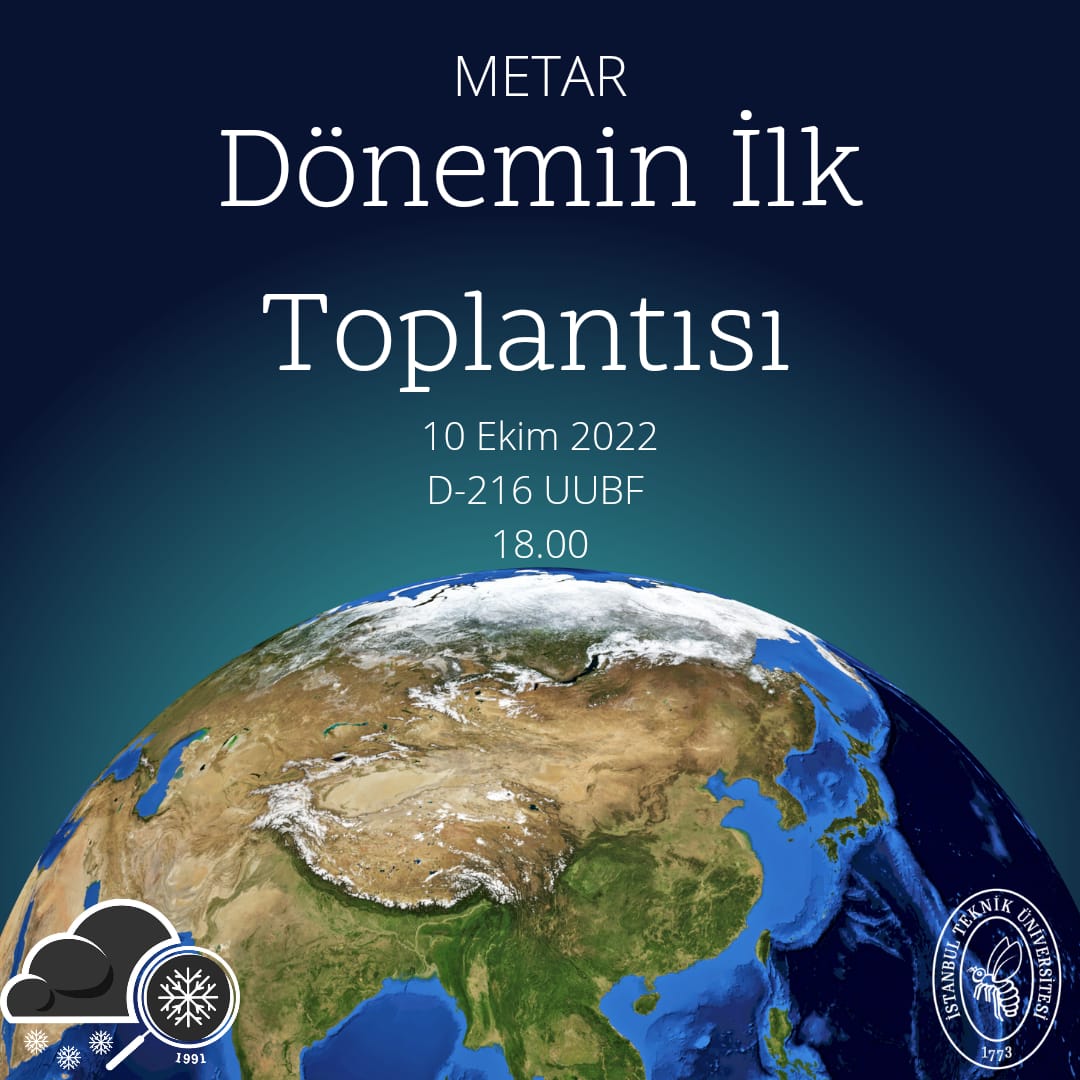 METAR
Dönemin İlk
Toplantısı
10 Ekim 2022
D-216 UUBF
18.00
1991
İSTANBUL TEKNİK ÜNİVERSİTESİ
1773